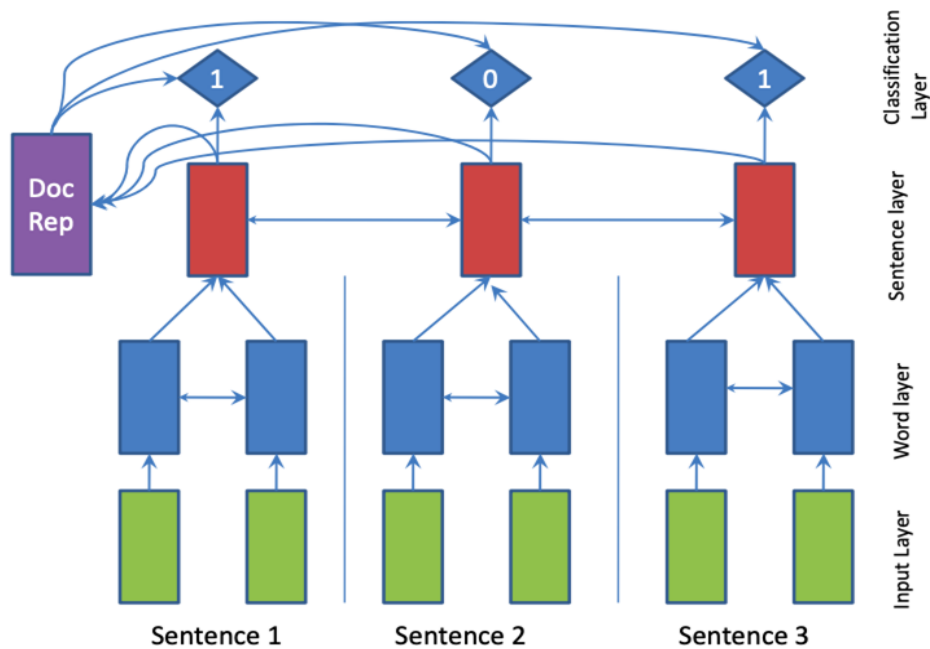 1
0
1
Classification
Layer
Doc
Rep
Sentence layer
Word layer
Input Layer
Sentence 1
Sentence 2
Sentence 3